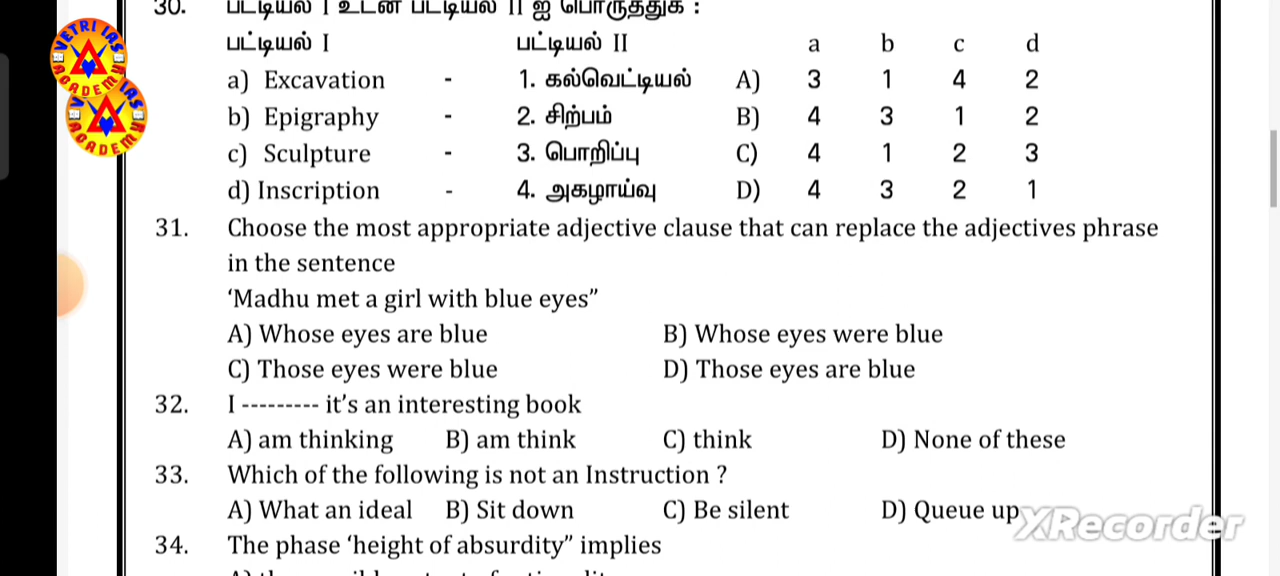 30. பட்டியல் I உடன் பட்டியல் II ஐ பொருத்துக :
VETRI IAS ACADEMY
பட்டியல் I பட்டியல் II a b c d
a) Excavation - 1. கல்வெட்டியல் A) 3 1 4 2
b) Epigraphy - 2. சிற்பம் B) 4 3 1 2
c) Sculpture - 3. பொறிப்பு C) 4 1 2 3
d) Inscription - 4. அகழாய்வு D) 4 3 2 1
31. Choose the most appropriate adjective clause that can replace the adjectives phrase
in the sentence
‘Madhu met a girl with blue eyes”
A) Whose eyes are blue B) Whose eyes were blue
C) Those eyes were blue D) Those eyes are blue
32. I --------- it’s an interesting book
A) am thinking B) am think C) think D) None of these
33. Which of the following is not an Instruction ?
A) What an ideal B) Sit down C) Be silent D) Queue up
XRecorder
34. The phase ‘height of absurdity” implies